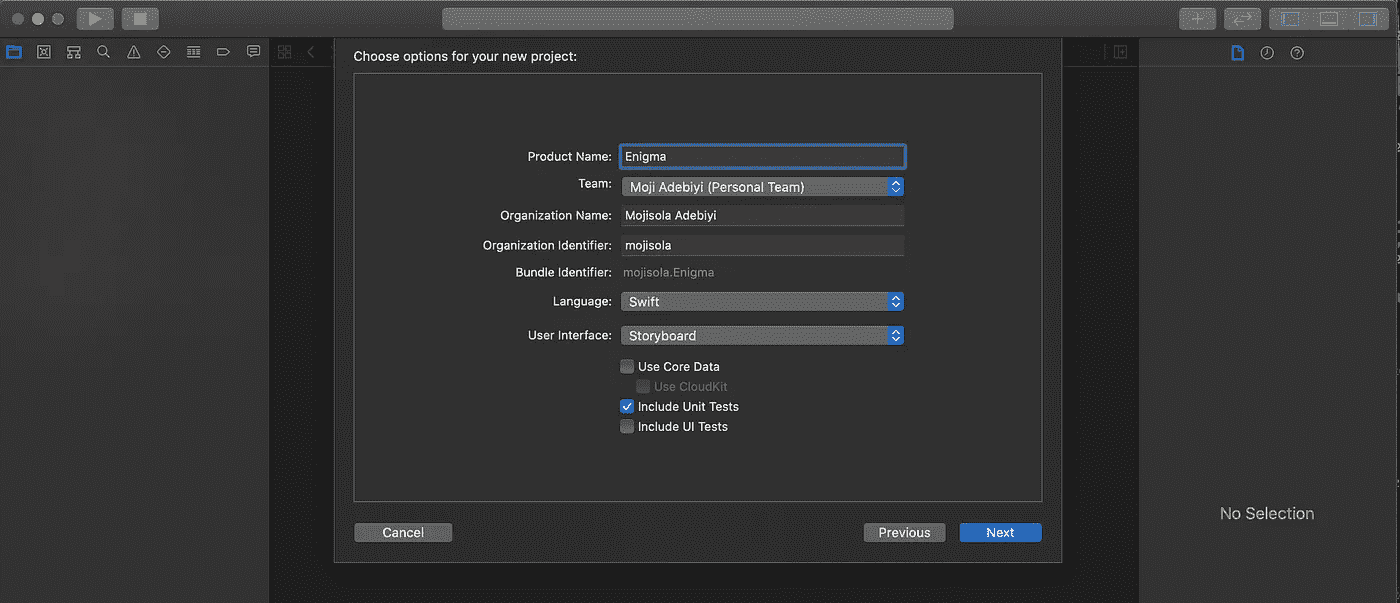 Choose options for your new project:
Product Name: Enigma
Team: Moji Adebiyi (Personal Team)
Organization Name: Mojisola Adebiyi
Organization Identifier: mojisola
Bundle Identifier: mojisola.Enigma
Language: Swift
User Interface: Storyboard
Use Core Data
Use CloudKit
Include Unit Tests
Include UI Tests
No Selection
Cancel Previous Next